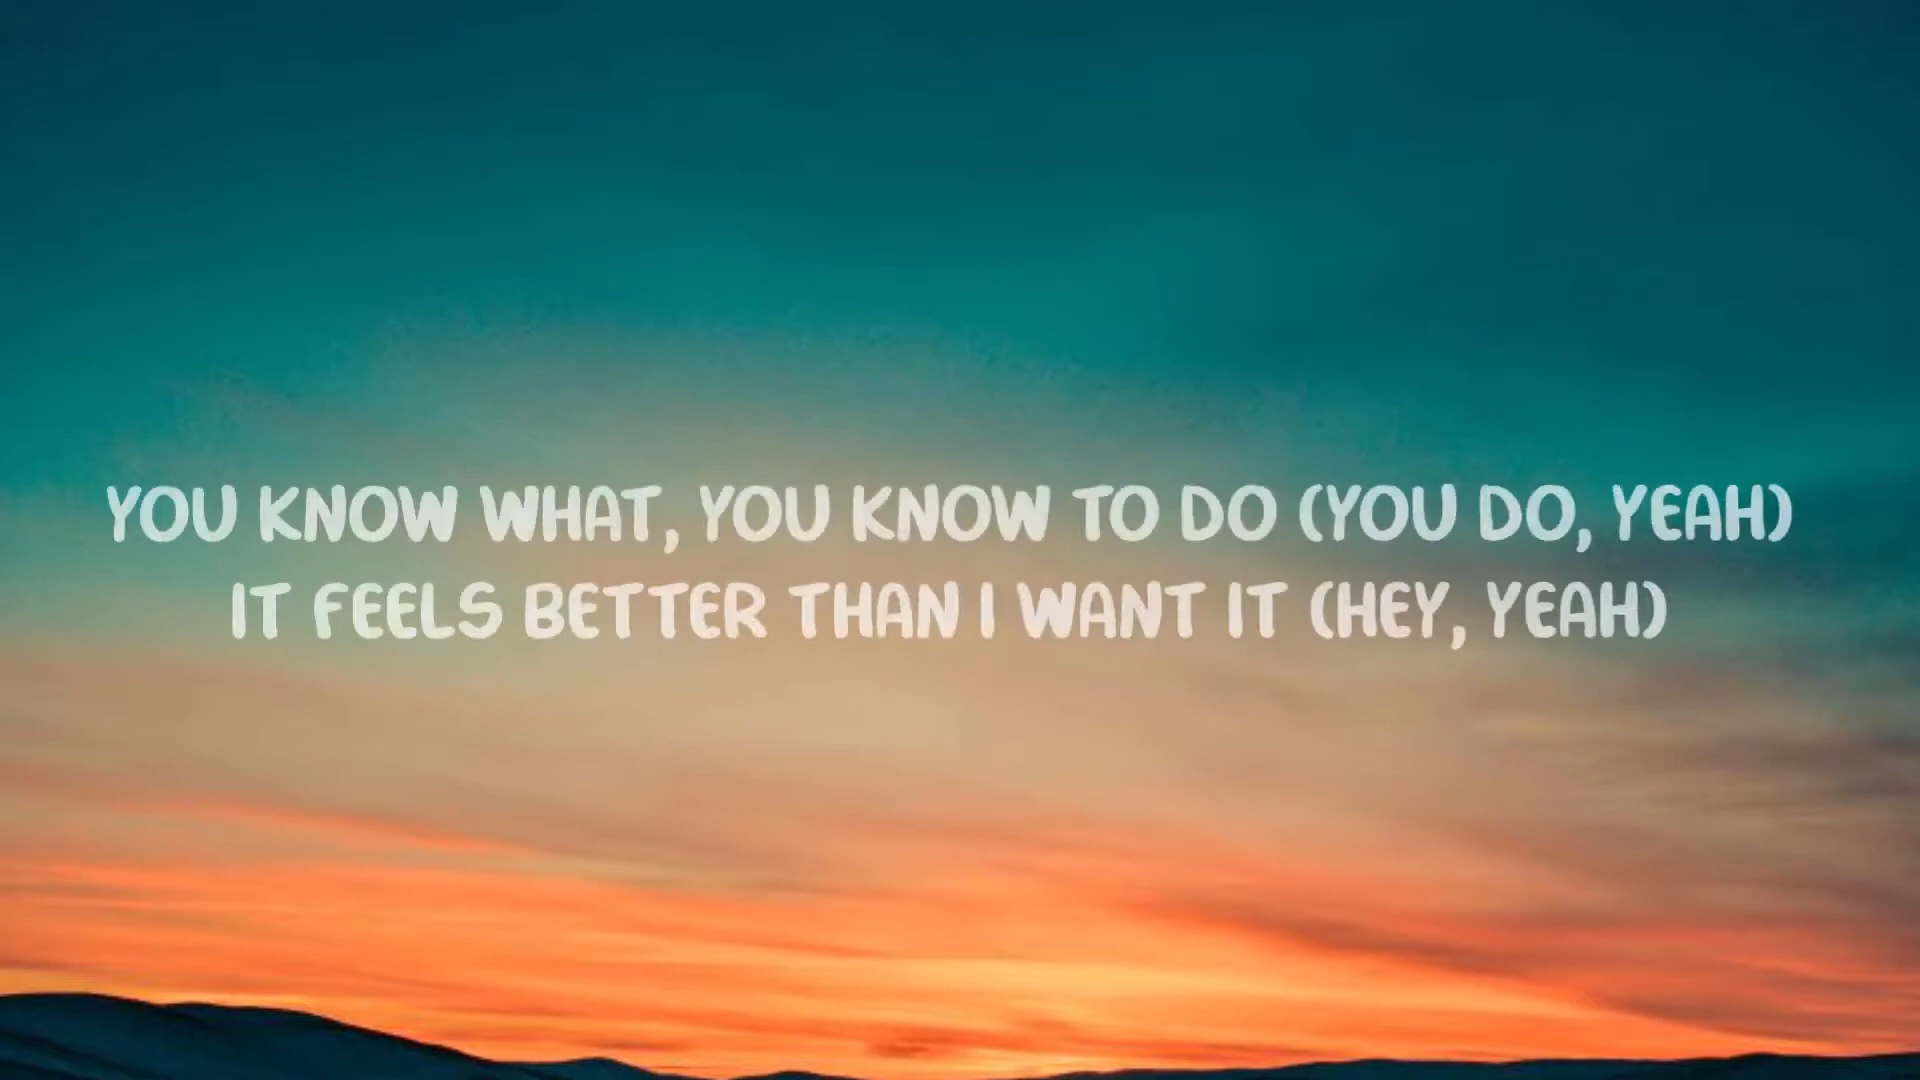 YOU KNOW WHAT, YOU KNOW TO DO (YOU DO, YEAH)
IT FEELS BETTER THAN I WANT IT (HEY, YEAH)